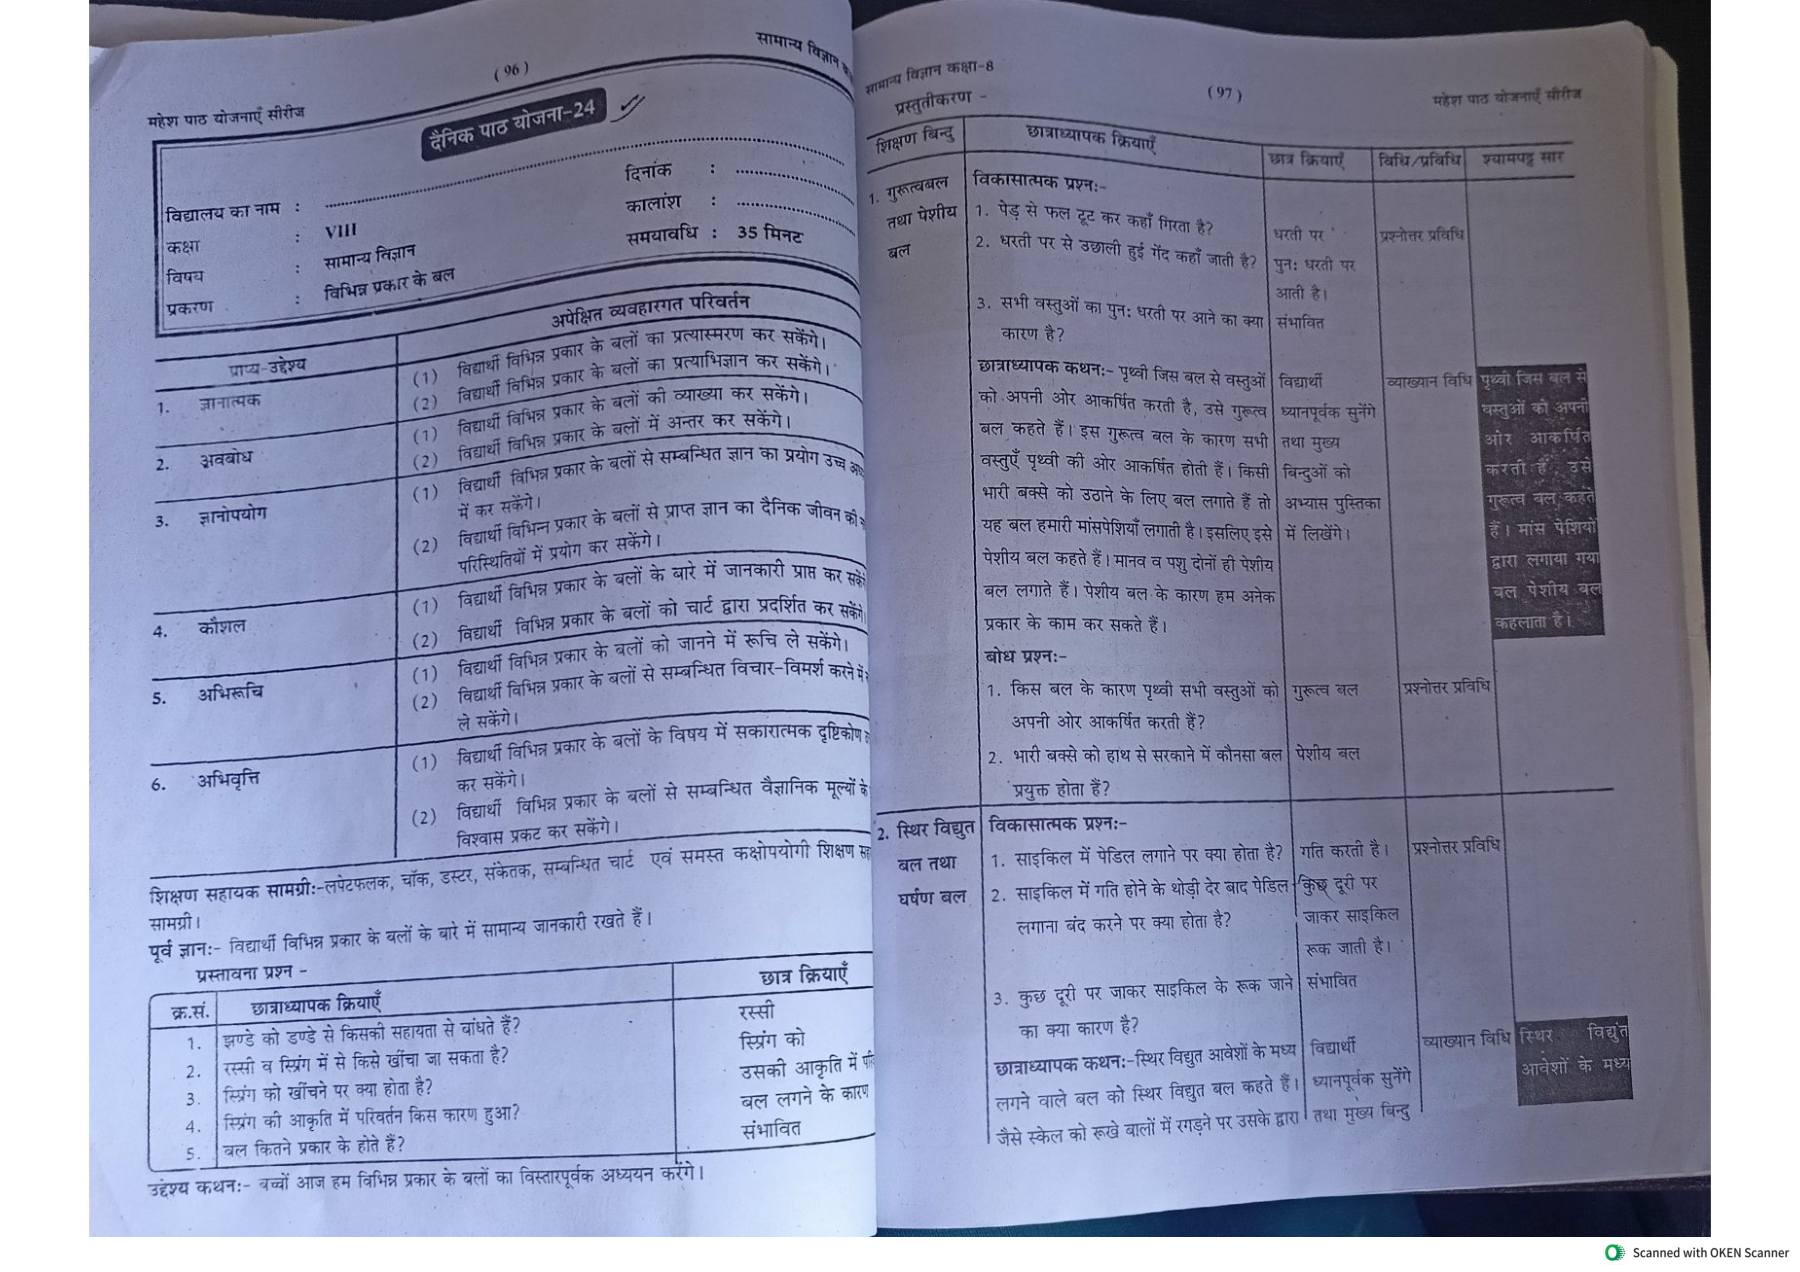 महेश पाठ योजनाएँ सीरीज
(96)
सामान्य विज्ञान
दैनिक पाठ योजना-24
विद्यालय का नाम :
दिनांक :
कक्षा : VIII
कालांश :
विषय : सामान्य विज्ञान
समयावधि : 35 मिनट
प्रकरण : विभिन्न प्रकार के बल
प्राप्य-उद्देश्य
अपेक्षित व्यवहारगत परिवर्तन
1. ज्ञानात्मक
(1) विद्यार्थी विभिन्न प्रकार के बलों का प्रत्यास्मरण कर सकेंगे।
(2) विद्यार्थी विभिन्न प्रकार के बलों का प्रत्याभिज्ञान कर सकेंगे।
2. अवबोध
(1) विद्यार्थी विभिन्न प्रकार के बलों की व्याख्या कर सकेंगे।
(2) विद्यार्थी विभिन्न प्रकार के बलों में अन्तर कर सकेंगे।
3. ज्ञानोपयोग
(1) विद्यार्थी विभिन्न प्रकार के बलों से सम्बन्धित ज्ञान का प्रयोग उच्च
में कर सकेंगे।
(2) विद्यार्थी विभिन्न प्रकार के बलों से प्राप्त ज्ञान का दैनिक जीवन की
परिस्थितियों में प्रयोग कर सकेंगे।
4. कौशल
(1) विद्यार्थी विभिन्न प्रकार के बलों के बारे में जानकारी प्राप्त कर सकें
(2) विद्यार्थी विभिन्न प्रकार के बलों को चार्ट द्वारा प्रदर्शित कर सकेंगे
5. अभिरूचि
(1) विद्यार्थी विभिन्न प्रकार के बलों को जानने में रूचि ले सकेंगे।
(2) विद्यार्थी विभिन्न प्रकार के बलों से सम्बन्धित विचार-विमर्श करने में
ले सकेंगे।
6. अभिवृत्ति
(1) विद्यार्थी विभिन्न प्रकार के बलों के विषय में सकारात्मक दृष्टिकोण
कर सकेंगे।
(2) विद्यार्थी विभिन्न प्रकार के बलों से सम्बन्धित वैज्ञानिक मूल्यों के
विश्वास प्रकट कर सकेंगे।
शिक्षण सहायक सामग्री:-लपेटफलक, चॉक, डस्टर, संकेतक, सम्बन्धित चार्ट एवं समस्त कक्षोपयोगी शिक्षण
सामग्री।
पूर्व ज्ञान:- विद्यार्थी विभिन्न प्रकार के बलों के बारे में सामान्य जानकारी रखते हैं।
प्रस्तावना प्रश्न -
क्र.सं. छात्राध्यापक क्रियाएँ छात्र क्रियाएँ
1. झण्डे को डण्डे से किसकी सहायता से बांधते हैं? रस्सी
2. रस्सी व स्प्रिंग में से किसे खींचा जा सकता है? स्प्रिंग को
3. स्प्रिंग को खींचने पर क्या होता है? उसकी आकृति में
4. स्प्रिंग की आकृति में परिवर्तन किस कारण हुआ? बल लगने के कारण
5. बल कितने प्रकार के होते हैं? संभावित
उद्देश्य कथन:- बच्चों आज हम विभिन्न प्रकार के बलों का विस्तारपूर्वक अध्ययन करेंगे।
सामान्य विज्ञान कक्षा-8
(97)
महेश पाठ योजनाएँ सीरीज
प्रस्तुतीकरण -
शिक्षण बिन्दु छात्राध्यापक क्रियाएँ छात्र क्रियाएँ विधि/प्रविधि श्यामपट्ट सार
1. गुरूत्वबल
तथा पेशीय
बल
विकासात्मक प्रश्न:-
1. पेड़ से फल टूट कर कहाँ गिरता है? धरती पर प्रश्नोत्तर प्रविधि
2. धरती पर से उछाली हुई गेंद कहाँ जाती है? पुन: धरती पर
आती है।
3. सभी वस्तुओं का पुन: धरती पर आने का क्या संभावित
कारण है?
छात्राध्यापक कथन:- पृथ्वी जिस बल से वस्तुओं
को अपनी ओर आकर्षित करती है, उसे गुरूत्व
बल कहते हैं। इस गुरूत्व बल के कारण सभी
वस्तुएँ पृथ्वी की ओर आकर्षित होती हैं। किसी
भारी बक्से को उठाने के लिए बल लगाते हैं तो
यह बल हमारी मांसपेशियाँ लगाती है। इसलिए इसे
पेशीय बल कहते हैं। मानव व पशु दोनों ही पेशीय
बल लगाते हैं। पेशीय बल के कारण हम अनेक
प्रकार के काम कर सकते हैं।
विद्यार्थी
ध्यानपूर्वक सुनेंगे
तथा मुख्य
बिन्दुओं को
अभ्यास पुस्तिका
में लिखेंगे।
व्याख्यान विधि
पृथ्वी जिस बल से
वस्तुओं को अपनी
ओर आकर्षित
करती हैं, उसे
गुरूत्व बल कहते
हैं। मांस पेशियों
द्वारा लगाया गया
बल पेशीय बल
कहलाता है।
बोध प्रश्न:-
1. किस बल के कारण पृथ्वी सभी वस्तुओं को गुरूत्व बल प्रश्नोत्तर प्रविधि
अपनी ओर आकर्षित करती हैं?
2. भारी बक्से को हाथ से सरकाने में कौनसा बल पेशीय बल
प्रयुक्त होता हैं?
2. स्थिर विद्युत
बल तथा
घर्षण बल
विकासात्मक प्रश्न:-
1. साइकिल में पेडिल लगाने पर क्या होता है? गति करती है। प्रश्नोत्तर प्रविधि
2. साइकिल में गति होने के थोड़ी देर बाद पेडिल कुछ दूरी पर
लगाना बंद करने पर क्या होता है? जाकर साइकिल
रूक जाती है।
3. कुछ दूरी पर जाकर साइकिल के रूक जाने संभावित
का क्या कारण है?
छात्राध्यापक कथन:-स्थिर विद्युत आवेशों के मध्य
लगने वाले बल को स्थिर विद्युत बल कहते हैं।
जैसे स्केल को रूखे बालों में रगड़ने पर उसके द्वारा
विद्यार्थी
ध्यानपूर्वक सुनेंगे
तथा मुख्य बिन्दु
व्याख्यान विधि
स्थिर विद्युत
आवेशों के मध्य
Scanned with OKEN Scanner